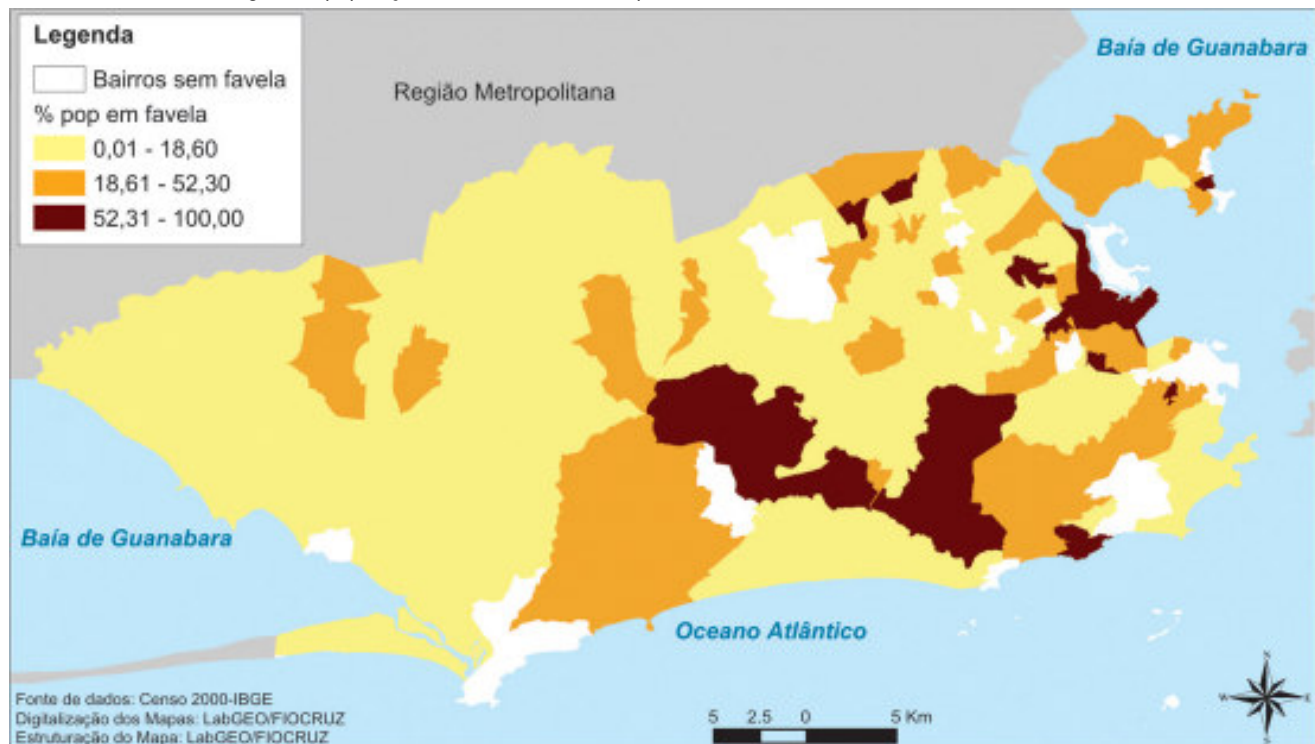 Legenda
Bairros sem favela
% pop em favela
0,01 - 18,60
18,61 - 52,30
52,31 - 100,00
Região Metropolitana
Baía de Guanabara
Baía de Guanabara
Oceano Atlântico
Fonte de dados: Censo 2000-IBGE
Digitalização dos Mapas: LabGEO/FIOCRUZ
Estruturação do Mapa: LabGEO/FIOCRUZ
5 2.5 0 5 Km
S
W E
S